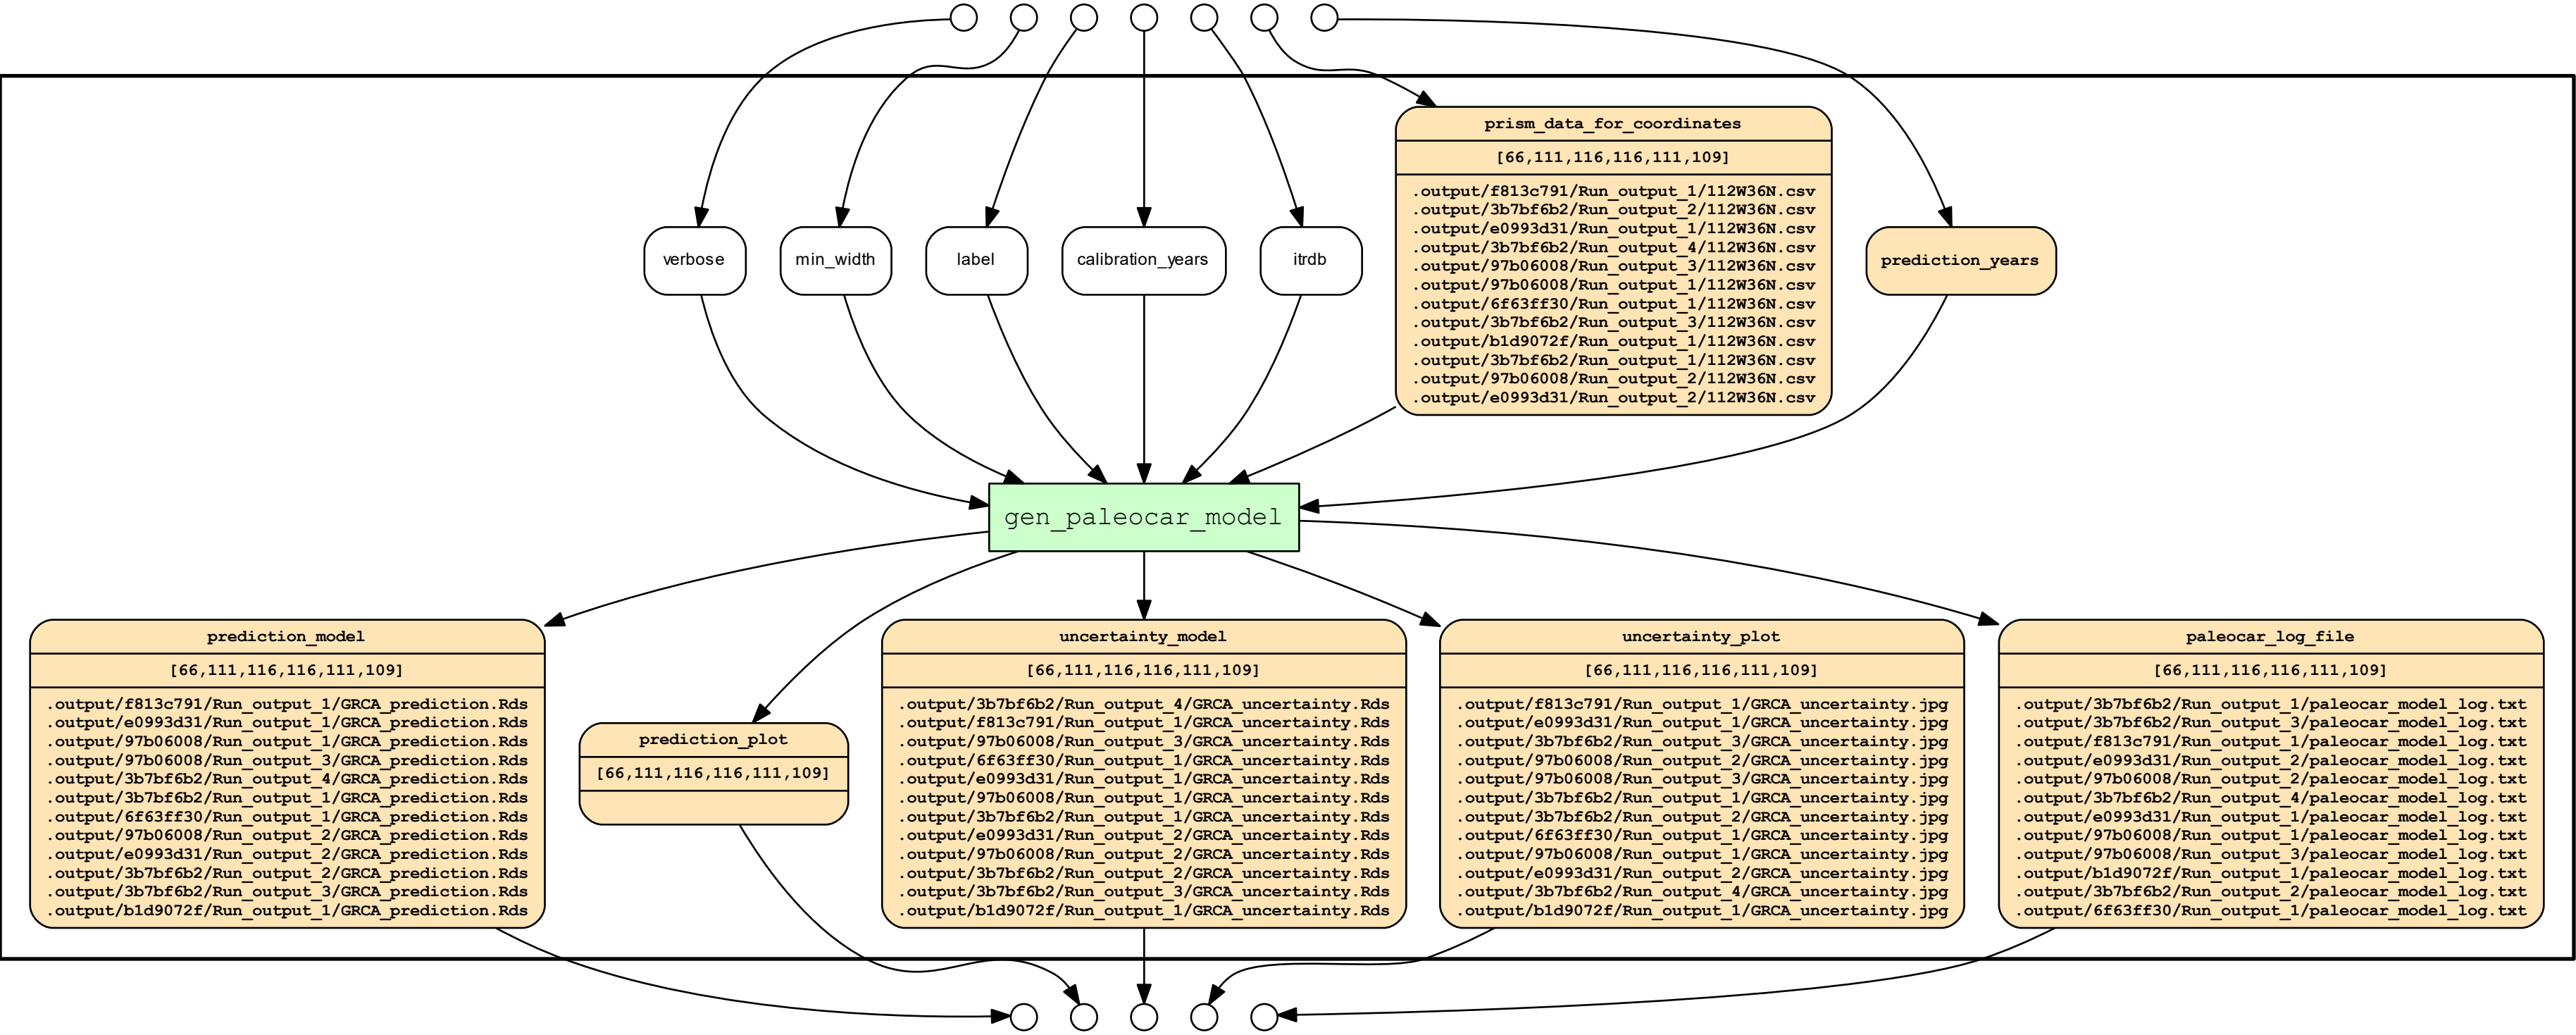 prism_data_for_coordinates
[66,111,116,116,111,109]
.output/f813c791/Run_output_1/112W36N.csv
.output/3b7bf6b2/Run_output_2/112W36N.csv
.output/e0993d31/Run_output_1/112W36N.csv
.output/3b7bf6b2/Run_output_4/112W36N.csv
.output/97b06008/Run_output_3/112W36N.csv
.output/97b06008/Run_output_1/112W36N.csv
.output/6f63ff30/Run_output_1/112W36N.csv
.output/3b7bf6b2/Run_output_3/112W36N.csv
.output/b1d9072f/Run_output_1/112W36N.csv
.output/3b7bf6b2/Run_output_1/112W36N.csv
.output/97b06008/Run_output_2/112W36N.csv
.output/e0993d31/Run_output_2/112W36N.csv
verbose
min_width
label
calibration_years
itrdb
prediction_years
gen_paleocar_model
prediction_model
[66,111,116,116,111,109]
.output/f813c791/Run_output_1/GRCA_prediction.Rds
.output/e0993d31/Run_output_1/GRCA_prediction.Rds
.output/97b06008/Run_output_1/GRCA_prediction.Rds
.output/97b06008/Run_output_3/GRCA_prediction.Rds
.output/3b7bf6b2/Run_output_4/GRCA_prediction.Rds
.output/3b7bf6b2/Run_output_1/GRCA_prediction.Rds
.output/6f63ff30/Run_output_1/GRCA_prediction.Rds
.output/97b06008/Run_output_2/GRCA_prediction.Rds
.output/e0993d31/Run_output_2/GRCA_prediction.Rds
.output/3b7bf6b2/Run_output_2/GRCA_prediction.Rds
.output/3b7bf6b2/Run_output_3/GRCA_prediction.Rds
.output/b1d9072f/Run_output_1/GRCA_prediction.Rds
prediction_plot
[66,111,116,116,111,109]
uncertainty_model
[66,111,116,116,111,109]
.output/3b7bf6b2/Run_output_4/GRCA_uncertainty.Rds
.output/f813c791/Run_output_1/GRCA_uncertainty.Rds
.output/97b06008/Run_output_3/GRCA_uncertainty.Rds
.output/6f63ff30/Run_output_1/GRCA_uncertainty.Rds
.output/e0993d31/Run_output_1/GRCA_uncertainty.Rds
.output/97b06008/Run_output_1/GRCA_uncertainty.Rds
.output/3b7bf6b2/Run_output_1/GRCA_uncertainty.Rds
.output/e0993d31/Run_output_2/GRCA_uncertainty.Rds
.output/97b06008/Run_output_2/GRCA_uncertainty.Rds
.output/3b7bf6b2/Run_output_2/GRCA_uncertainty.Rds
.output/3b7bf6b2/Run_output_3/GRCA_uncertainty.Rds
.output/b1d9072f/Run_output_1/GRCA_uncertainty.Rds
uncertainty_plot
[66,111,116,116,111,109]
.output/f813c791/Run_output_1/GRCA_uncertainty.jpg
.output/e0993d31/Run_output_1/GRCA_uncertainty.jpg
.output/3b7bf6b2/Run_output_3/GRCA_uncertainty.jpg
.output/97b06008/Run_output_2/GRCA_uncertainty.jpg
.output/97b06008/Run_output_3/GRCA_uncertainty.jpg
.output/3b7bf6b2/Run_output_1/GRCA_uncertainty.jpg
.output/3b7bf6b2/Run_output_2/GRCA_uncertainty.jpg
.output/6f63ff30/Run_output_1/GRCA_uncertainty.jpg
.output/97b06008/Run_output_1/GRCA_uncertainty.jpg
.output/e0993d31/Run_output_2/GRCA_uncertainty.jpg
.output/3b7bf6b2/Run_output_4/GRCA_uncertainty.jpg
.output/b1d9072f/Run_output_1/GRCA_uncertainty.jpg
paleocar_log_file
[66,111,116,116,111,109]
.output/3b7bf6b2/Run_output_1/paleocar_model_log.txt
.output/3b7bf6b2/Run_output_3/paleocar_model_log.txt
.output/f813c791/Run_output_1/paleocar_model_log.txt
.output/e0993d31/Run_output_2/paleocar_model_log.txt
.output/97b06008/Run_output_2/paleocar_model_log.txt
.output/3b7bf6b2/Run_output_4/paleocar_model_log.txt
.output/e0993d31/Run_output_1/paleocar_model_log.txt
.output/97b06008/Run_output_1/paleocar_model_log.txt
.output/97b06008/Run_output_3/paleocar_model_log.txt
.output/b1d9072f/Run_output_1/paleocar_model_log.txt
.output/3b7bf6b2/Run_output_2/paleocar_model_log.txt
.output/6f63ff30/Run_output_1/paleocar_model_log.txt